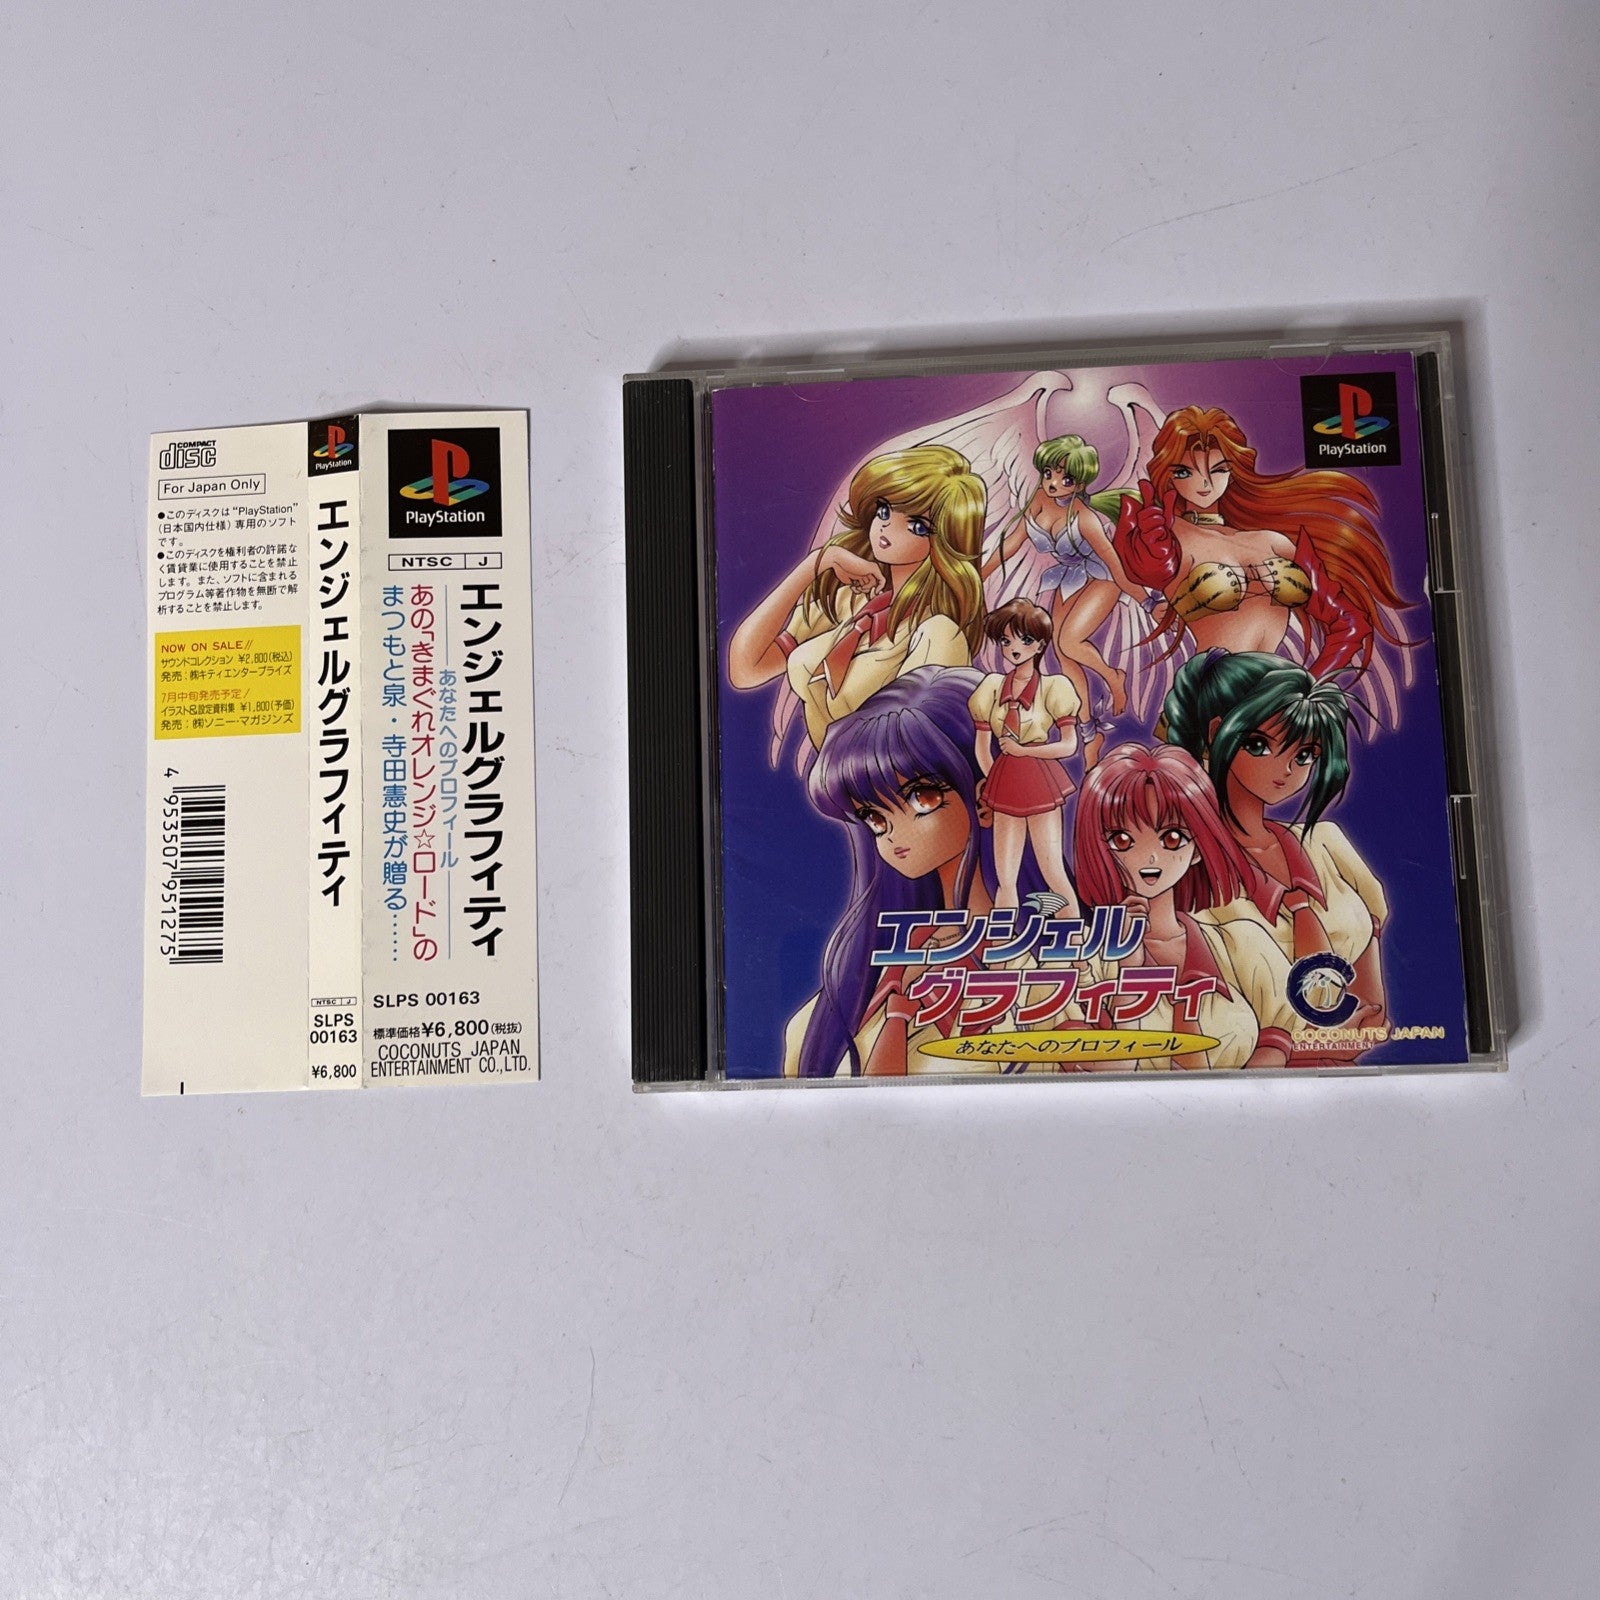 COMPACT
disc
For Japan Only
●このディスクは“PlayStation”
(日本国内仕様)専用のソフト
です。
●このディスクを権利者の許諾な
く賃貸業に使用することを禁止
します。また、ソフトに含まれる
プログラム等著作物を無断で解
析することを禁止します。
NOW ON SALE//
サウンドコレクション ¥2,800(税込)
発売:㈱キティエンタープライズ
7月中旬発売予定/
イラスト&設定資料集 ¥1,800(予価)
発売:㈱ソニー・マガジンズ
4 953507 951275
PlayStation
エンジェルグラフィティ
NTSC J
SLPS
00163
¥6,800
PlayStation
NTSC J
エンジェルグラフィティ
あなたへのプロフィール
あの「きまぐれオレンジ☆ロード」の
まつもと泉・寺田憲史が贈る……
SLPS 00163
標準価格¥6,800(税抜)
COCONUTS JAPAN
ENTERTAINMENT CO.,LTD.
PlayStation
エンジェル
グラフィティ
あなたへのプロフィール
COCONUTS JAPAN
ENTERTAINMENT